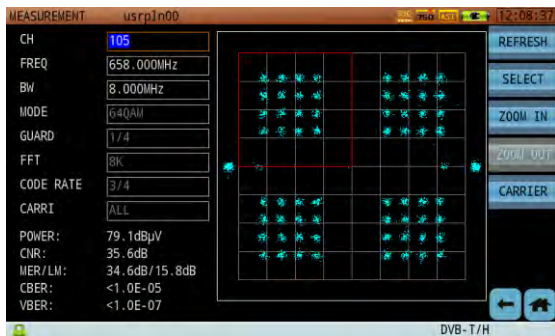 MEASUREMENT usrpIn00 750 12:08:37
CH 105
FREQ 658.000MHz
BW 8.000MHz
MODE 64QAM
GUARD 1/4
FFT 8K
CODE RATE 3/4
CARRI ALL
POWER: 79.1dBμV
CNR: 35.6dB
MER/LM: 34.6dB/15.8dB
CBER: <1.0E-05
VBER: <1.0E-07
REFRESH
SELECT
ZOOM IN
ZOOM OUT
CARRIER
DVB-T/H